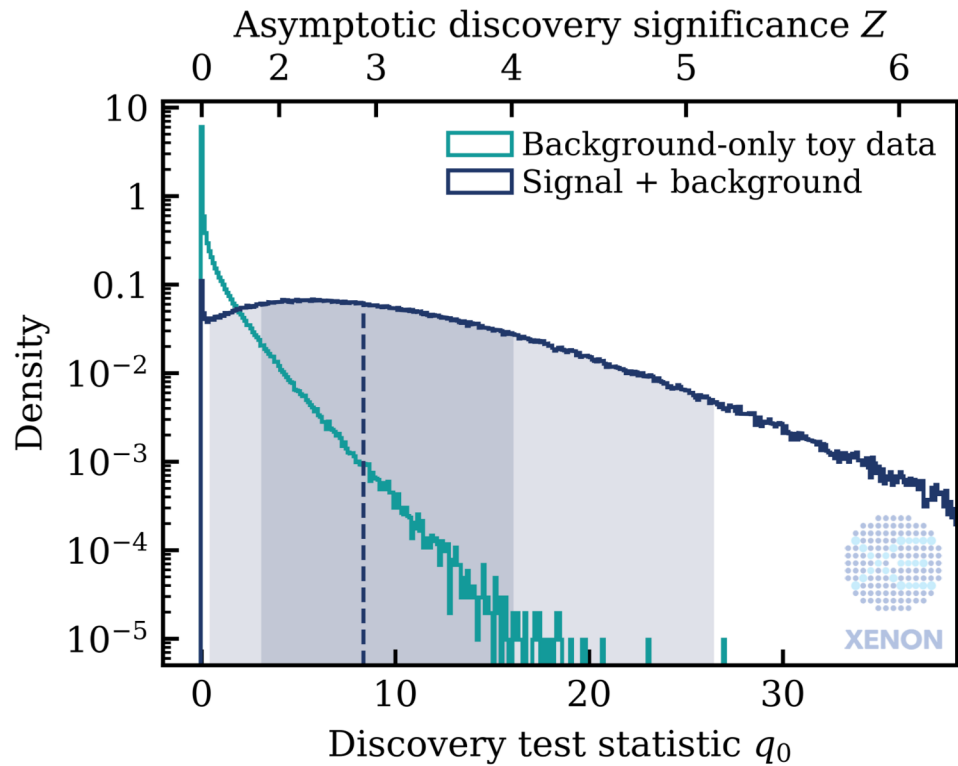 Asymptotic discovery significance Z
0 2 3 4 5 6
10
1
0.1
10⁻²
10⁻³
10⁻⁴
10⁻⁵
Density
Background-only toy data
Signal + background
XENON
0 10 20 30
Discovery test statistic q₀